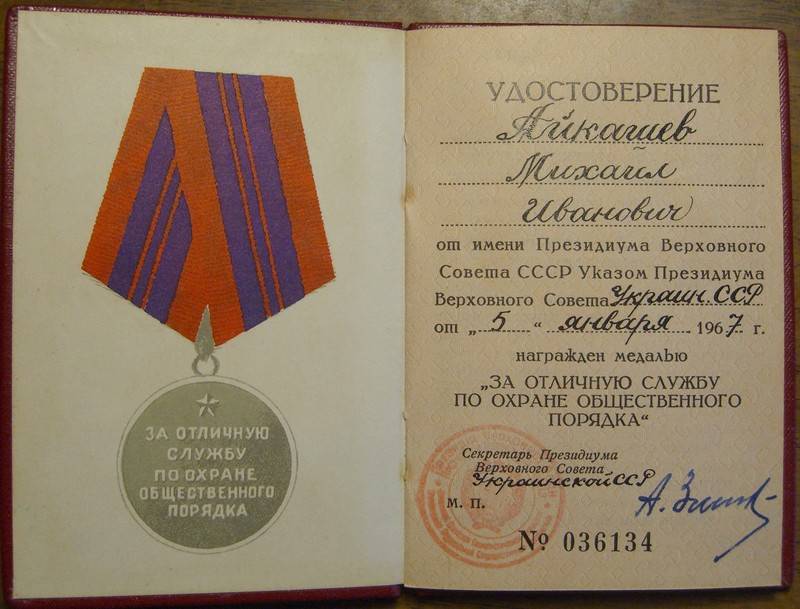 ЗА ОТЛИЧНУЮ
СЛУЖБУ
ПО ОХРАНЕ
ОБЩЕСТВЕННОГО
ПОРЯДКА
УДОСТОВЕРЕНИЕ
Айкашев
Михаил
Иванович
от имени Президиума Верховного
Совета СССР Указом Президиума
Верховного Совета Украин. ССР
от „ 5 “ января 1967 г.
награжден медалью
„ЗА ОТЛИЧНУЮ СЛУЖБУ
ПО ОХРАНЕ ОБЩЕСТВЕННОГО
ПОРЯДКА“
Секретарь Президиума
Верховного Совета
Украинской ССР
М. П.
№ 036134